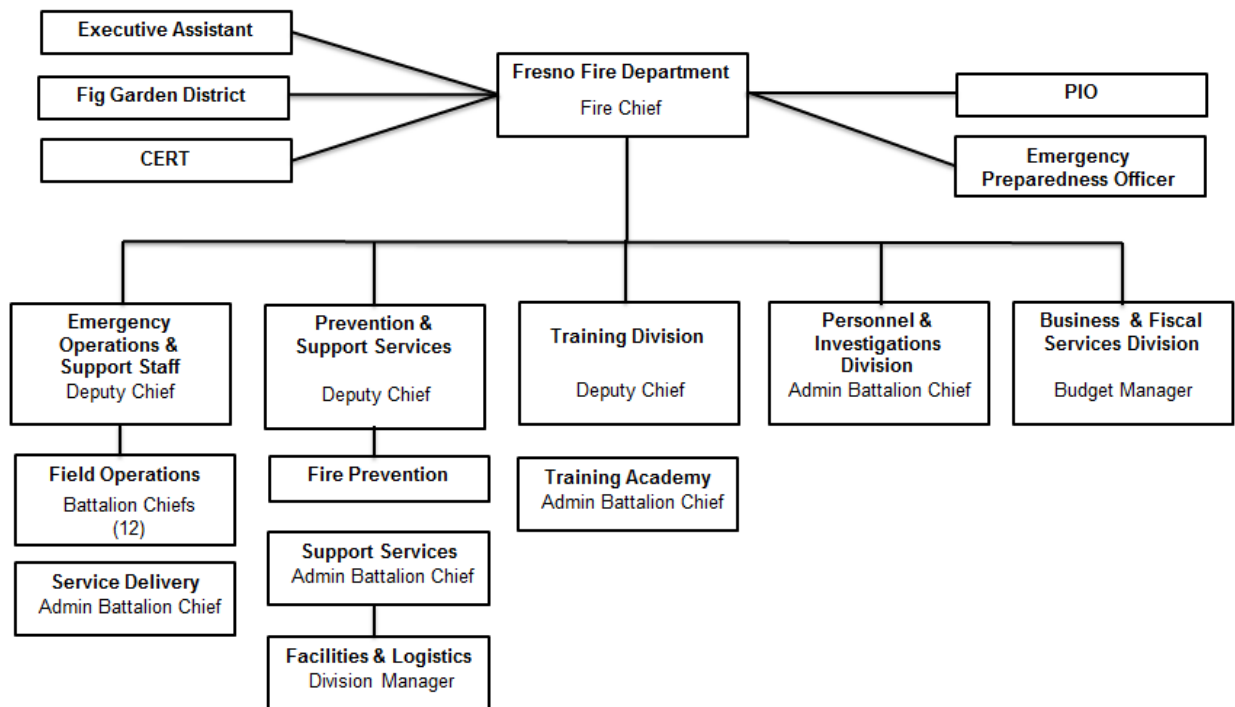 Executive Assistant
Fig Garden District
CERT
Fresno Fire Department
Fire Chief
PIO
Emergency
Preparedness Officer
Emergency
Operations &
Support Staff
Deputy Chief
Prevention &
Support Services
Deputy Chief
Training Division
Deputy Chief
Personnel &
Investigations
Division
Admin Battalion Chief
Business & Fiscal
Services Division
Budget Manager
Field Operations
Battalion Chiefs
(12)
Service Delivery
Admin Battalion Chief
Fire Prevention
Support Services
Admin Battalion Chief
Facilities & Logistics
Division Manager
Training Academy
Admin Battalion Chief